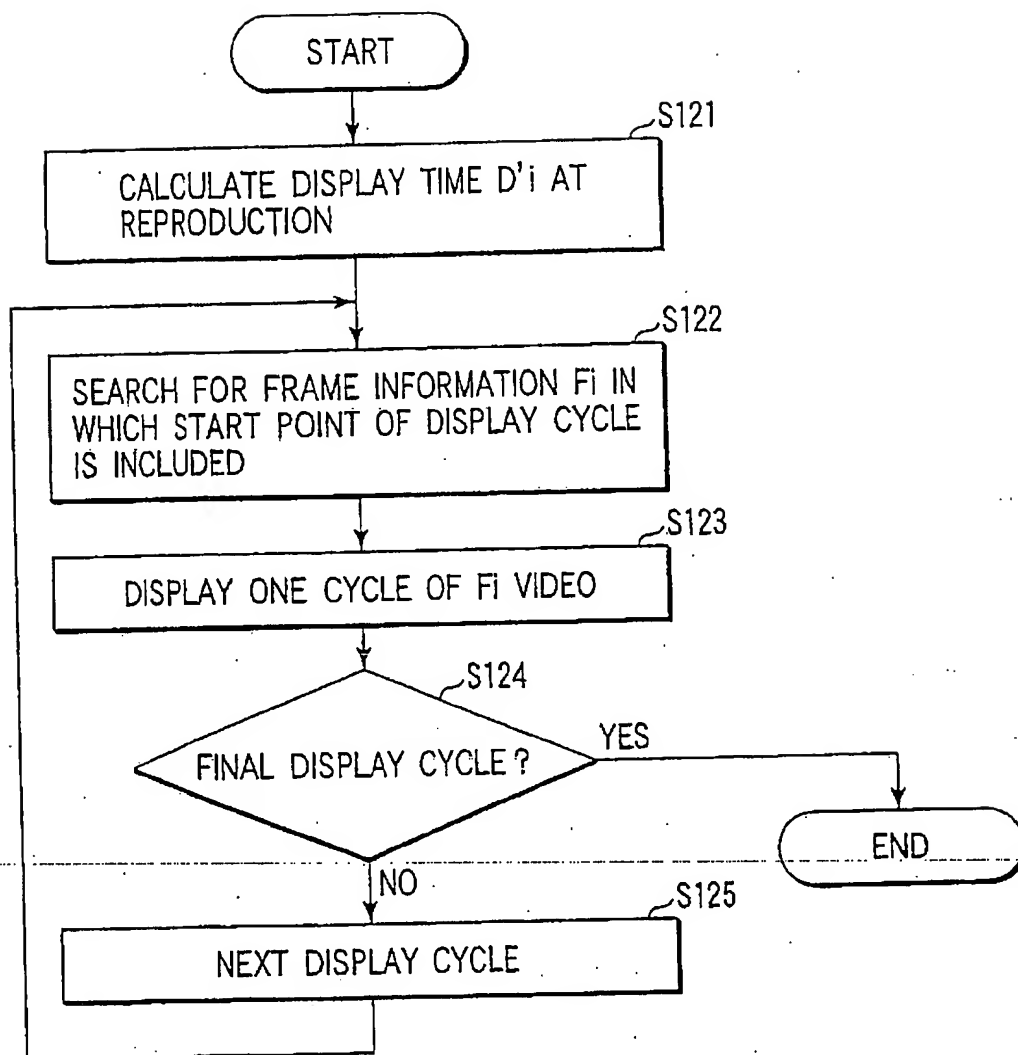 START
S121
CALCULATE DISPLAY TIME D'i AT
REPRODUCTION
S122
SEARCH FOR FRAME INFORMATION Fi IN
WHICH START POINT OF DISPLAY CYCLE
IS INCLUDED
S123
DISPLAY ONE CYCLE OF Fi VIDEO
S124
FINAL DISPLAY CYCLE?
YES
END
NO
S125
NEXT DISPLAY CYCLE